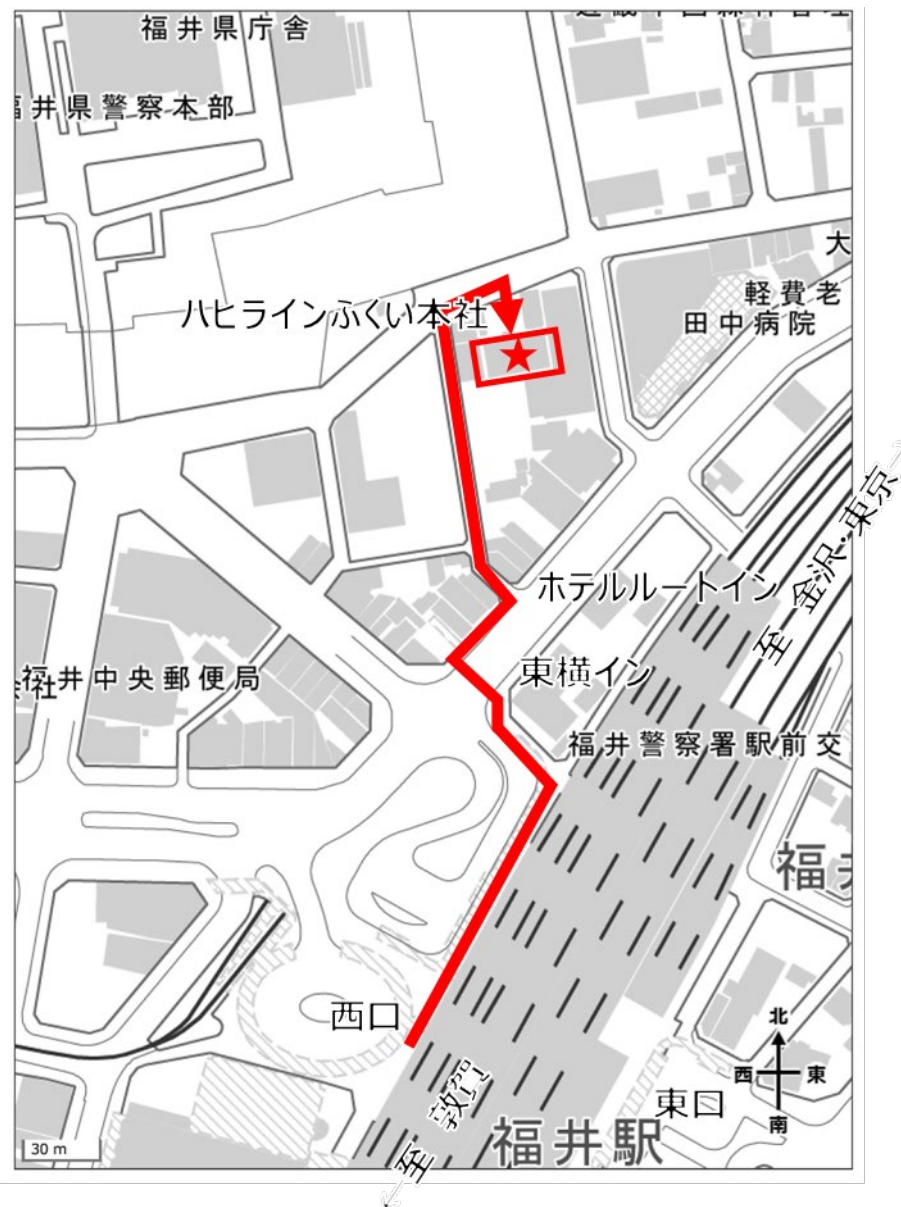 福井県庁舎
井県警察本部
ハヒラインふくい本社
大
軽費老
田中病院
至 金沢・東京→
ホテルルートイン
東横イン
福井中央郵便局
社
福井警察署駅前交
福井
西口
北
西 東
南
東口
←至 敦賀
福井駅
30 m